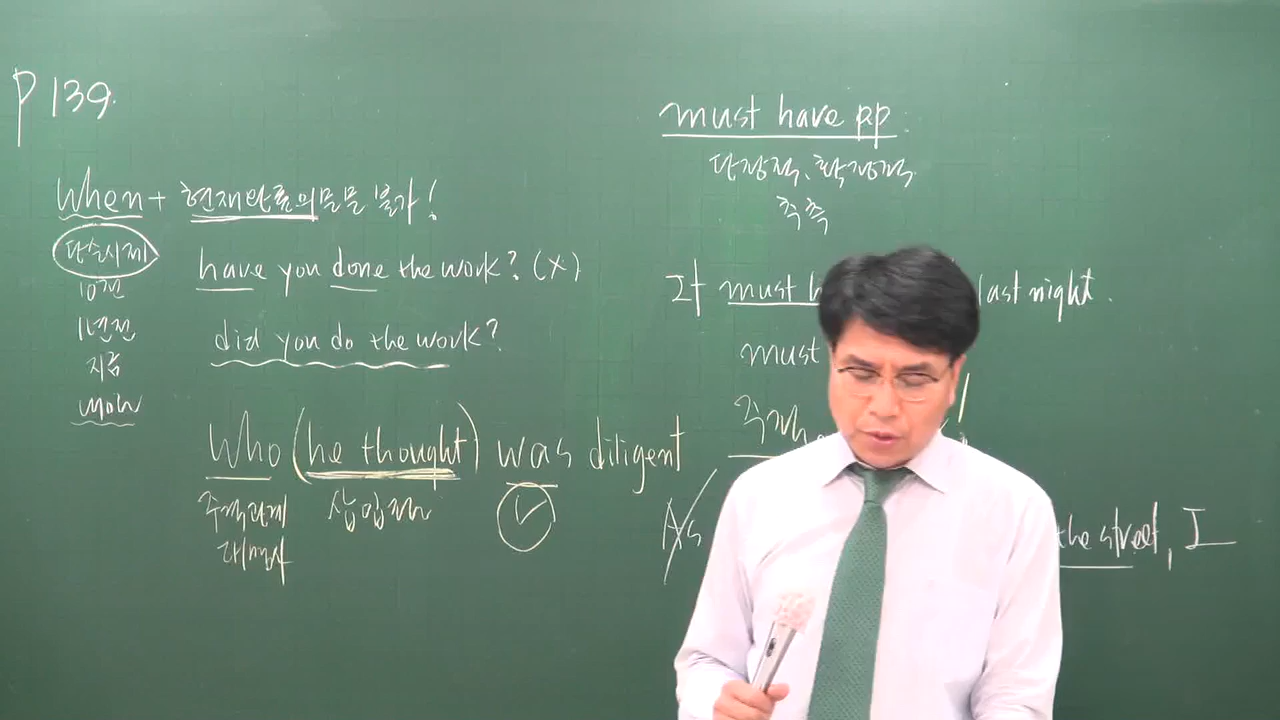 P 139.
when + 현재완료의문문 불가!
단순시제
10전
1년전
지금
now
have you done the work? (X)
did you do the work?
who (he thought) was diligent
주격관계
대명사
삽입
must have pp.
단정적, 확정적
추측
It must h last night.
must
As the street, I